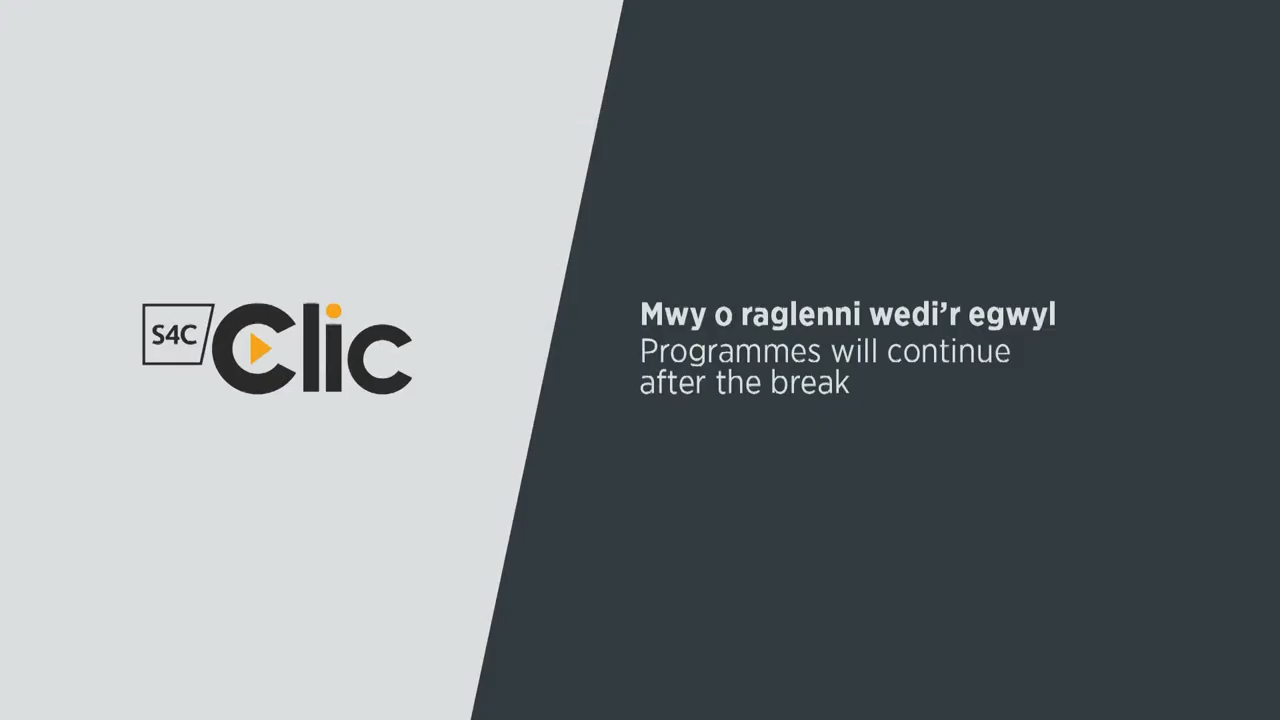 S4C Clic
Mwy o raglenni wedi’r egwyl
Programmes will continue
after the break